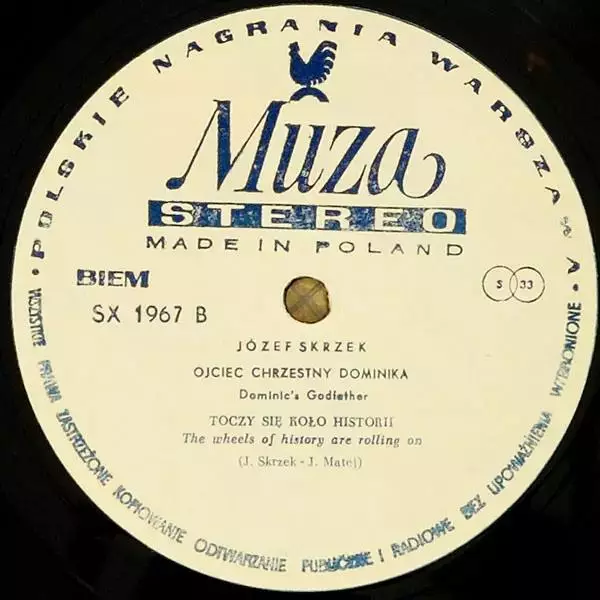 POLSKIE NAGRANIA WARSZAWA
Muza
STEREO
MADE IN POLAND
BIEM
S 33
SX 1967 B
JÓZEF SKRZEK
OJCIEC CHRZESTNY DOMINIKA
Dominic's Godfather
TOCZY SIĘ KOŁO HISTORII
The wheels of history are rolling on
(J. Skrzek - J. Matej)
WSZELKIE PRAWA ZASTRZEŻONE KOPIOWANIE ODTWARZANIE PUBLICZNE I RADIOWE BEZ UPOWAŻNIENIA WZBRONIONE